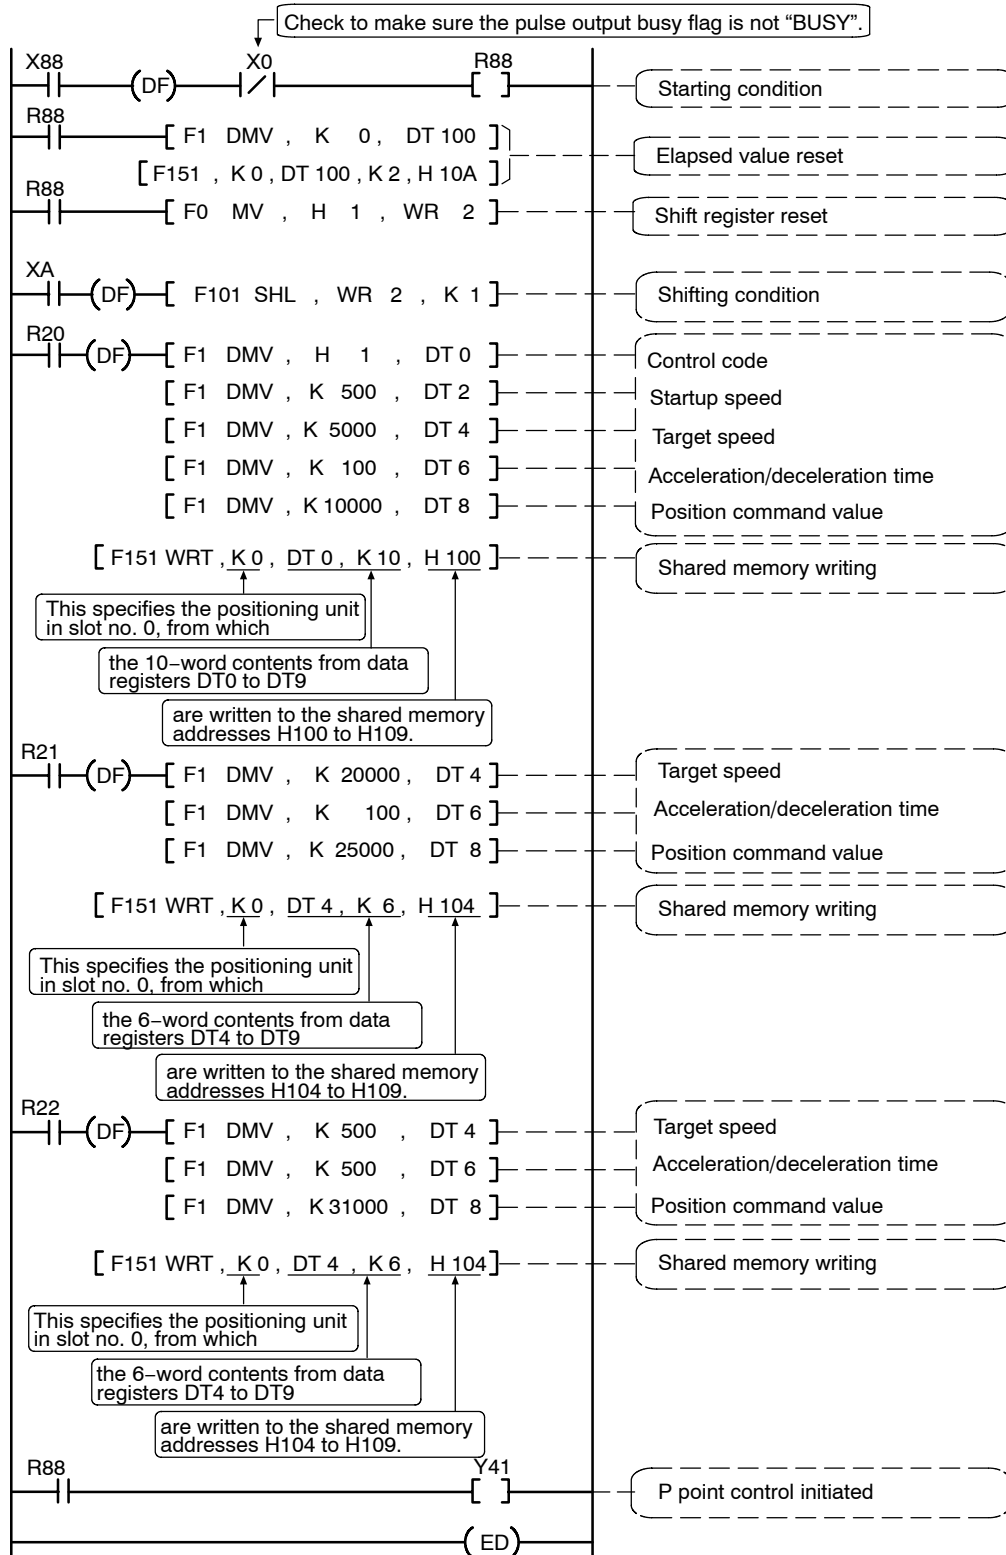 Check to make sure the pulse output busy flag is not “BUSY”.
X88 X0 R88
(DF) Starting condition
R88
[ F1 DMV , K 0 , DT 100 ]
[ F151 , K 0 , DT 100 , K 2 , H 10A ] Elapsed value reset
R88
[ F0 MV , H 1 , WR 2 ] Shift register reset
XA
(DF) [ F101 SHL , WR 2 , K 1 ] Shifting condition
R20
(DF) [ F1 DMV , H 1 , DT 0 ] Control code
[ F1 DMV , K 500 , DT 2 ] Startup speed
[ F1 DMV , K 5000 , DT 4 ] Target speed
[ F1 DMV , K 100 , DT 6 ] Acceleration/deceleration time
[ F1 DMV , K 10000 , DT 8 ] Position command value
[ F151 WRT , K 0 , DT 0 , K 10 , H 100 ] Shared memory writing
This specifies the positioning unit
in slot no. 0, from which
the 10−word contents from data
registers DT0 to DT9
are written to the shared memory
addresses H100 to H109.
R21
(DF) [ F1 DMV , K 20000 , DT 4 ] Target speed
[ F1 DMV , K 100 , DT 6 ] Acceleration/deceleration time
[ F1 DMV , K 25000 , DT 8 ] Position command value
[ F151 WRT , K 0 , DT 4 , K 6 , H 104 ] Shared memory writing
This specifies the positioning unit
in slot no. 0, from which
the 6−word contents from data
registers DT4 to DT9
are written to the shared memory
addresses H104 to H109.
R22
(DF) [ F1 DMV , K 500 , DT 4 ] Target speed
[ F1 DMV , K 500 , DT 6 ] Acceleration/deceleration time
[ F1 DMV , K 31000 , DT 8 ] Position command value
[ F151 WRT , K 0 , DT 4 , K 6 , H 104 ] Shared memory writing
This specifies the positioning unit
in slot no. 0, from which
the 6−word contents from data
registers DT4 to DT9
are written to the shared memory
addresses H104 to H109.
R88 Y41
P point control initiated
( ED )